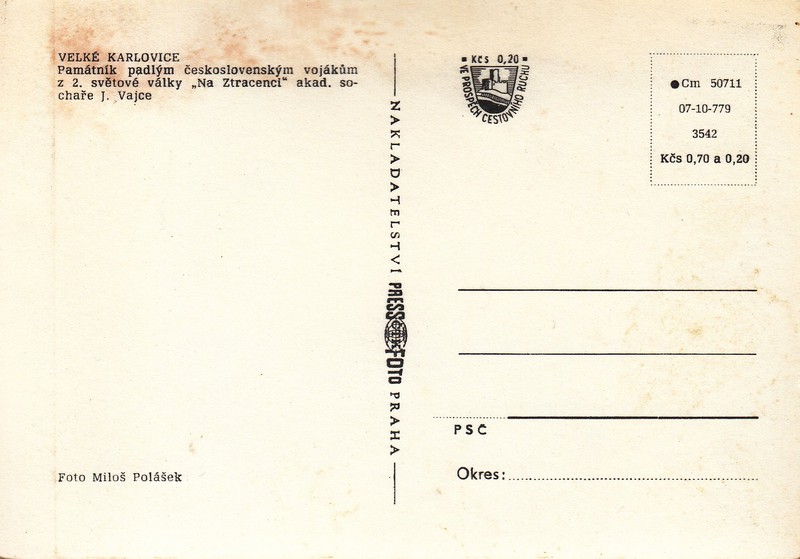 VELKÉ KARLOVICE
Památník padlým československým vojákům
z 2. světové války „Na Ztracenci“ akad. so-
chaře J. Vajce
Foto Miloš Polášek
NAKLADATELSTVÍ PRESSFOTO PRAHA
Kčs 0,20
VE PROSPĚCH CESTOVNÍHO RUCHU
Cm 50711
07-10-779
3542
Kčs 0,70 a 0,20
PSČ
Okres: